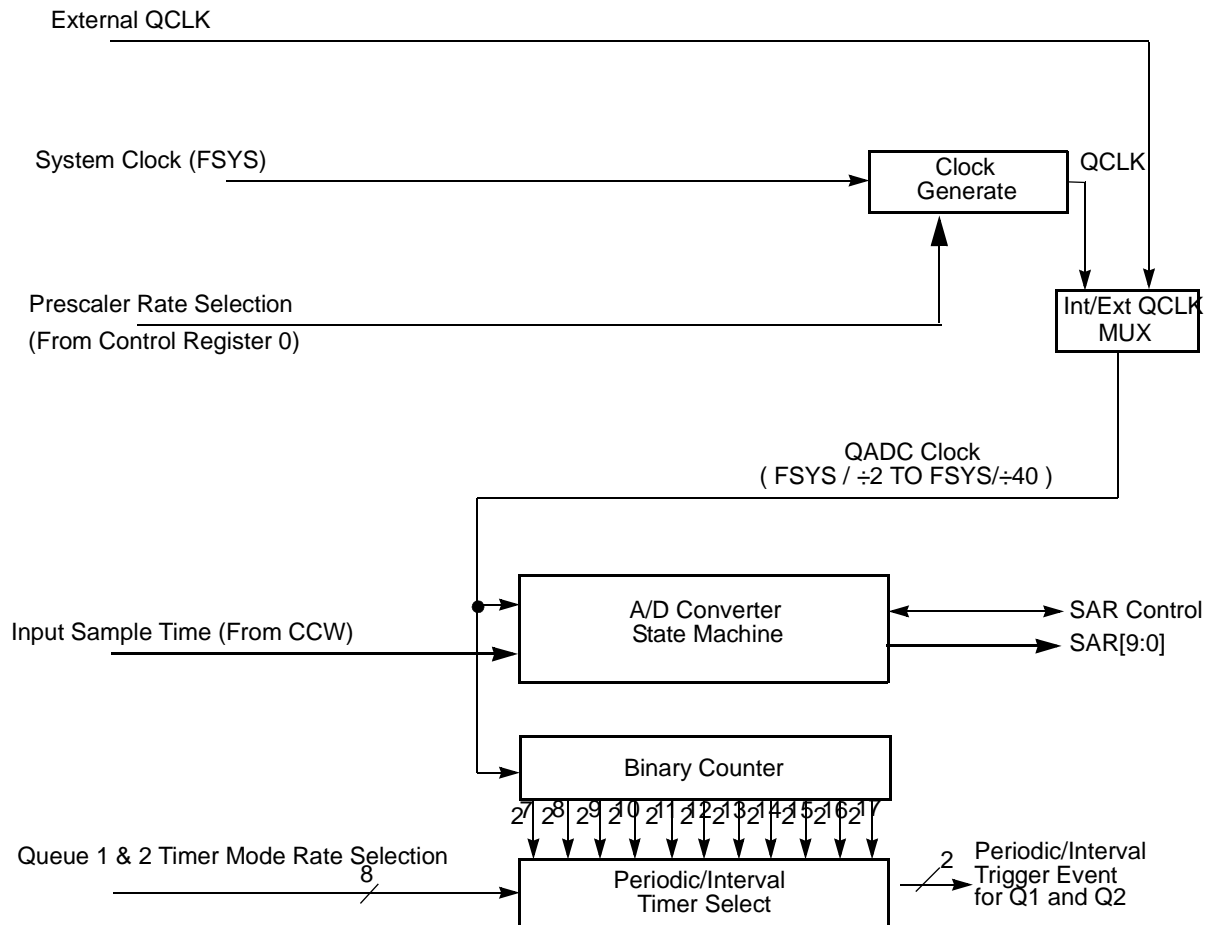 External QCLK
System Clock (FSYS)
Clock
Generate
QCLK
Prescaler Rate Selection
(From Control Register 0)
Int/Ext QCLK
MUX
QADC Clock
( FSYS / ÷2 TO FSYS/÷40 )
A/D Converter
State Machine
SAR Control
SAR[9:0]
Input Sample Time (From CCW)
Binary Counter
2^7 2^8 2^9 2^10 2^11 2^12 2^13 2^14 2^15 2^16 2^17
Queue 1 & 2 Timer Mode Rate Selection
8
Periodic/Interval
Timer Select
2
Periodic/Interval
Trigger Event
for Q1 and Q2